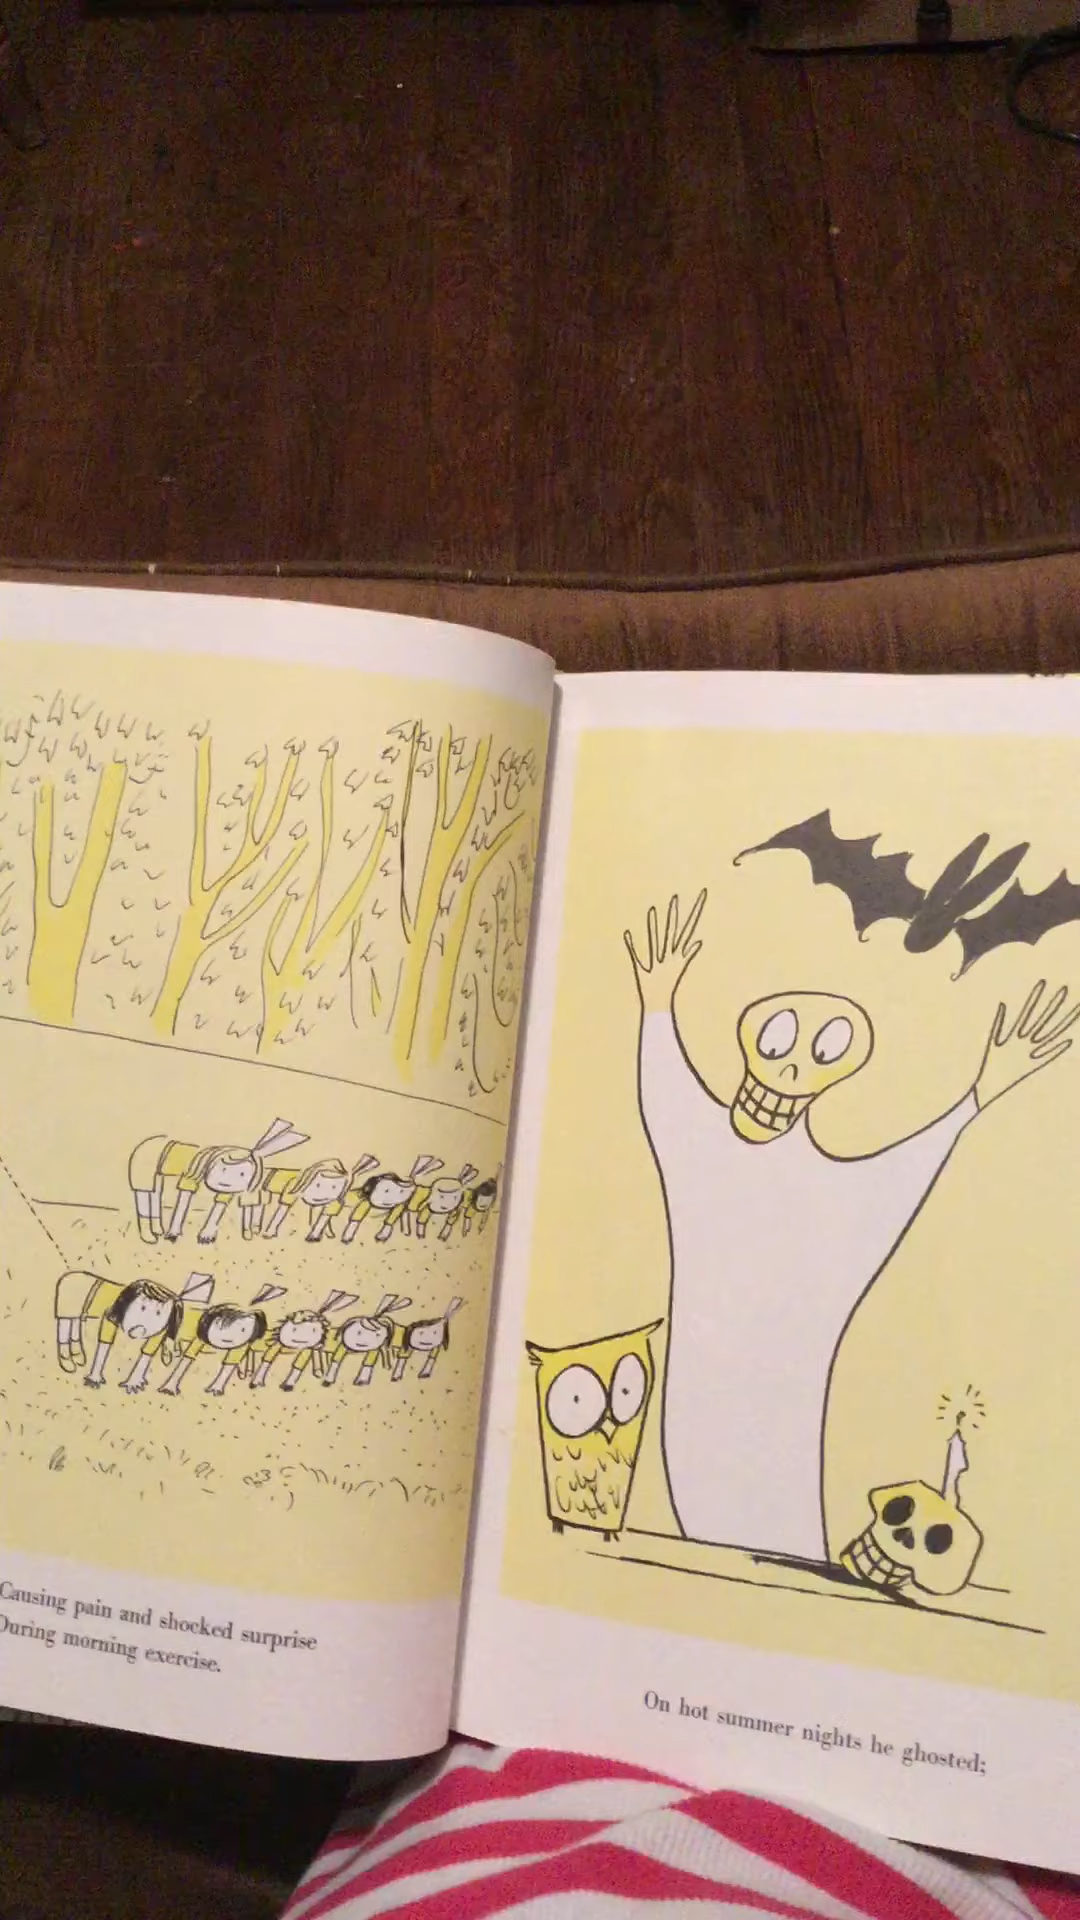 Causing pain and shocked surprise
During morning exercise.
On hot summer nights he ghosted;